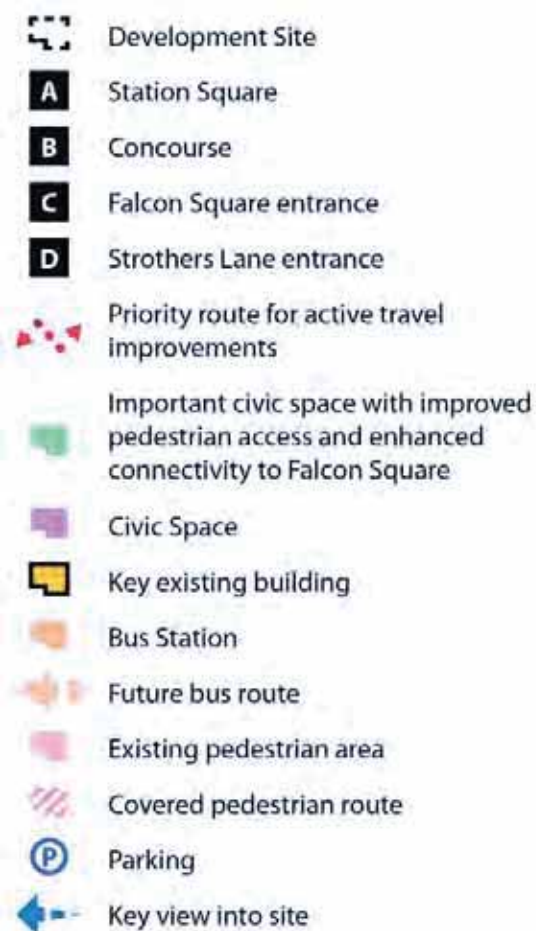 Development Site
A Station Square
B Concourse
C Falcon Square entrance
D Strothers Lane entrance
Priority route for active travel
improvements
Important civic space with improved
pedestrian access and enhanced
connectivity to Falcon Square
Civic Space
Key existing building
Bus Station
Future bus route
Existing pedestrian area
Covered pedestrian route
P Parking
Key view into site